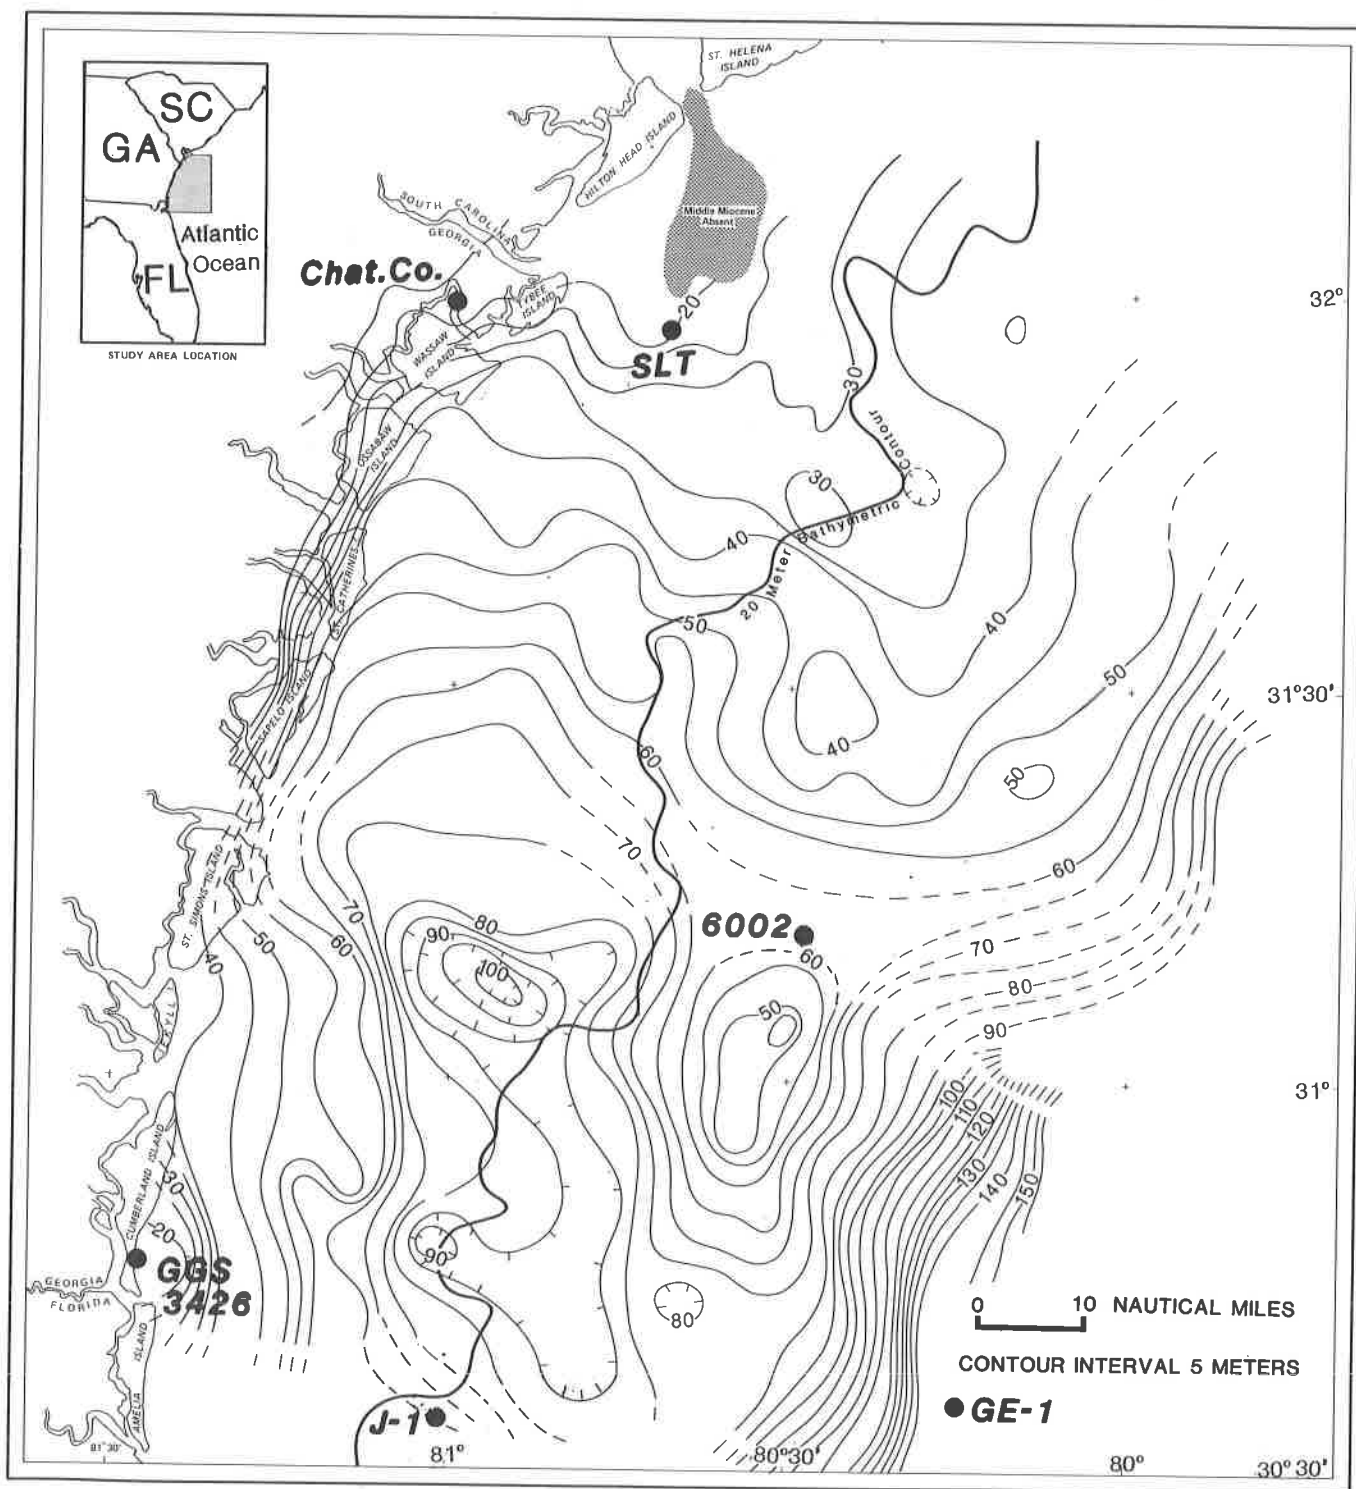 ST. HELENA
ISLAND
SC
GA
FL
Atlantic
Ocean
STUDY AREA LOCATION
HILTON HEAD ISLAND
SOUTH CAROLINA
GEORGIA
Middle Miocene
Absent
Chat.Co.
TYBEE
ISLAND
WASSAW
ISLAND
20
SLT
32°
30
OSSABAW
ISLAND
Contour
Bathymetric
Meter
20
30
40
ST. CATHERINES
50
40
SAPELO ISLAND
50
31°30'
40
60
50
ST. SIMONS ISLAND
70
60
70
80
90
100
6002
60
70
40
50
60
80
50
90
JEKYLL
31°
100
110
120
130
140
150
CUMBERLAND ISLAND
30
20
GGS
3426
90
80
GEORGIA
FLORIDA
AMELIA ISLAND
0 10 NAUTICAL MILES
CONTOUR INTERVAL 5 METERS
GE-1
J-1
81°30'
81°
80°30'
80°
30°30'